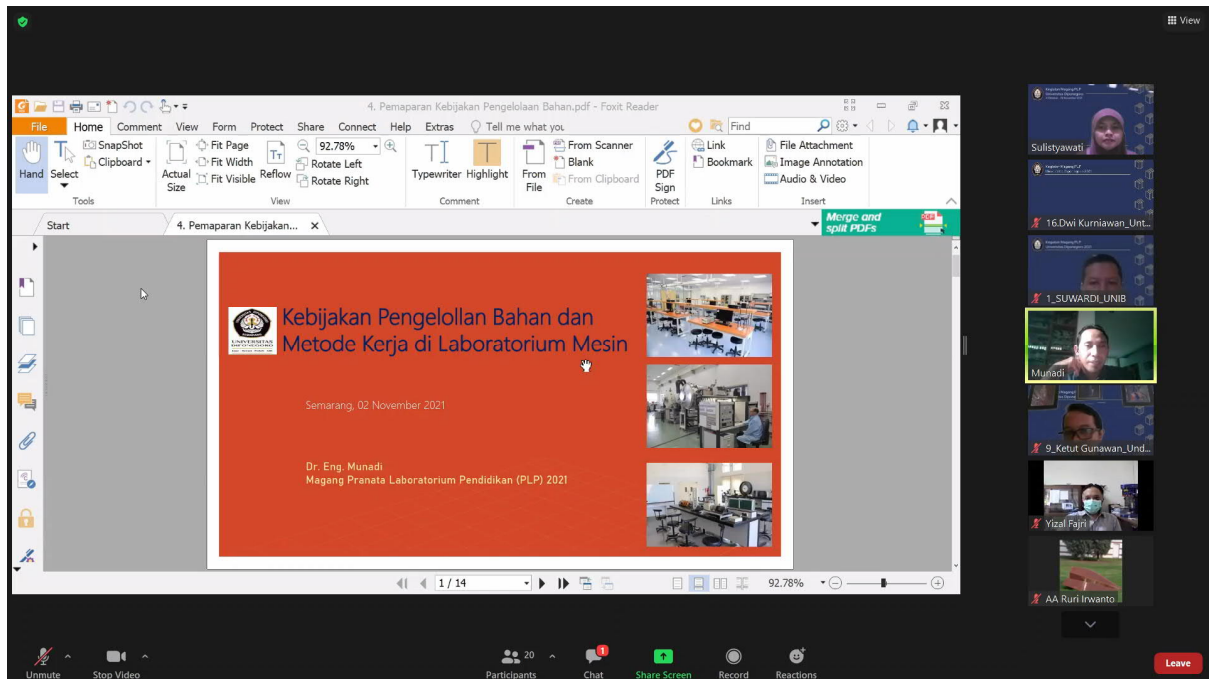 View
4. Pemaparan Kebijakan Pengelolaan Bahan.pdf - Foxit Reader
File Home Comment View Form Protect Share Connect Help Extras Tell me what you Find
Hand
Select
SnapShot
Clipboard
Actual Size
Fit Page
Fit Width
Fit Visible
Reflow
92.78%
Rotate Left
Rotate Right
Typewriter
Highlight
From File
From Scanner
Blank
From Clipboard
PDF Sign
Link
Bookmark
File Attachment
Image Annotation
Audio & Video
Tools View Comment Create Protect Links Insert
Start
4. Pemaparan Kebijakan...
Merge and
split PDFs
UNIVERSITAS
DIPONEGORO
Kebijakan Pengelollan Bahan dan
Metode Kerja di Laboratorium Mesin
Semarang, 02 November 2021
Dr. Eng. Munadi
Magang Pranata Laboratorium Pendidikan (PLP) 2021
1 / 14
92.78%
Sulistyawati
16.Dwi Kurniawan_Unt...
1_SUWARDI_UNIB
Munadi
9_Ketut Gunawan_Und...
Yizal Fajri
AA Ruri Irwanto
Unmute
Stop Video
20
Participants
1
Chat
Share Screen
Record
Reactions
Leave